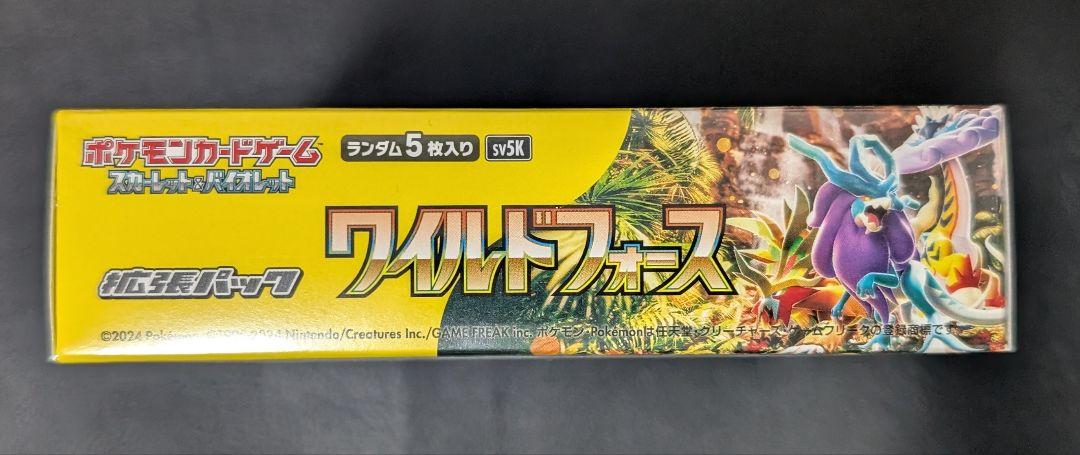 ポケモンカードゲーム
スカーレット&バイオレット
ランダム5枚入り
sv5K
ワイルドフォース
拡張パック
©2024 Pokémon. 2024 Nintendo/Creatures Inc./GAME FREAK inc. ポケモン・Pokémonは任天堂・クリーチャーズ・ゲームフリークの登録商標です。